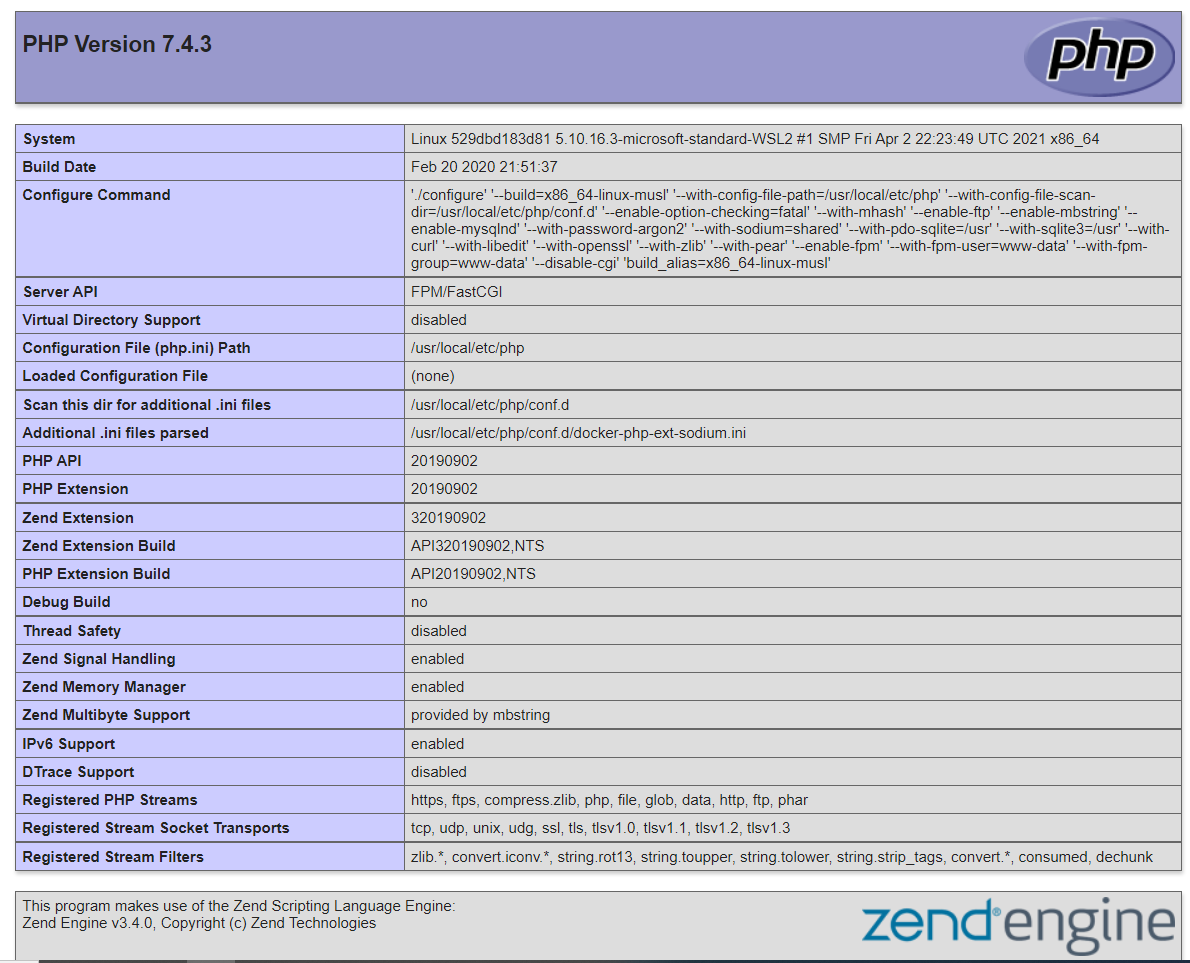 PHP Version 7.4.3
php
System Linux 529dbd183d81 5.10.16.3-microsoft-standard-WSL2 #1 SMP Fri Apr 2 22:23:49 UTC 2021 x86_64
Build Date Feb 20 2020 21:51:37
Configure Command './configure' '--build=x86_64-linux-musl' '--with-config-file-path=/usr/local/etc/php' '--with-config-file-scan-
dir=/usr/local/etc/php/conf.d' '--enable-option-checking=fatal' '--with-mhash' '--enable-ftp' '--enable-mbstring' '--
enable-mysqlnd' '--with-password-argon2' '--with-sodium=shared' '--with-pdo-sqlite=/usr' '--with-sqlite3=/usr' '--with-
curl' '--with-libedit' '--with-openssl' '--with-zlib' '--with-pear' '--enable-fpm' '--with-fpm-user=www-data' '--with-fpm-
group=www-data' '--disable-cgi' 'build_alias=x86_64-linux-musl'
Server API FPM/FastCGI
Virtual Directory Support disabled
Configuration File (php.ini) Path /usr/local/etc/php
Loaded Configuration File (none)
Scan this dir for additional .ini files /usr/local/etc/php/conf.d
Additional .ini files parsed /usr/local/etc/php/conf.d/docker-php-ext-sodium.ini
PHP API 20190902
PHP Extension 20190902
Zend Extension 320190902
Zend Extension Build API320190902,NTS
PHP Extension Build API20190902,NTS
Debug Build no
Thread Safety disabled
Zend Signal Handling enabled
Zend Memory Manager enabled
Zend Multibyte Support provided by mbstring
IPv6 Support enabled
DTrace Support disabled
Registered PHP Streams https, ftps, compress.zlib, php, file, glob, data, http, ftp, phar
Registered Stream Socket Transports tcp, udp, unix, udg, ssl, tls, tlsv1.0, tlsv1.1, tlsv1.2, tlsv1.3
Registered Stream Filters zlib.*, convert.iconv.*, string.rot13, string.toupper, string.tolower, string.strip_tags, convert.*, consumed, dechunk
This program makes use of the Zend Scripting Language Engine:
Zend Engine v3.4.0, Copyright (c) Zend Technologies
zend® engine